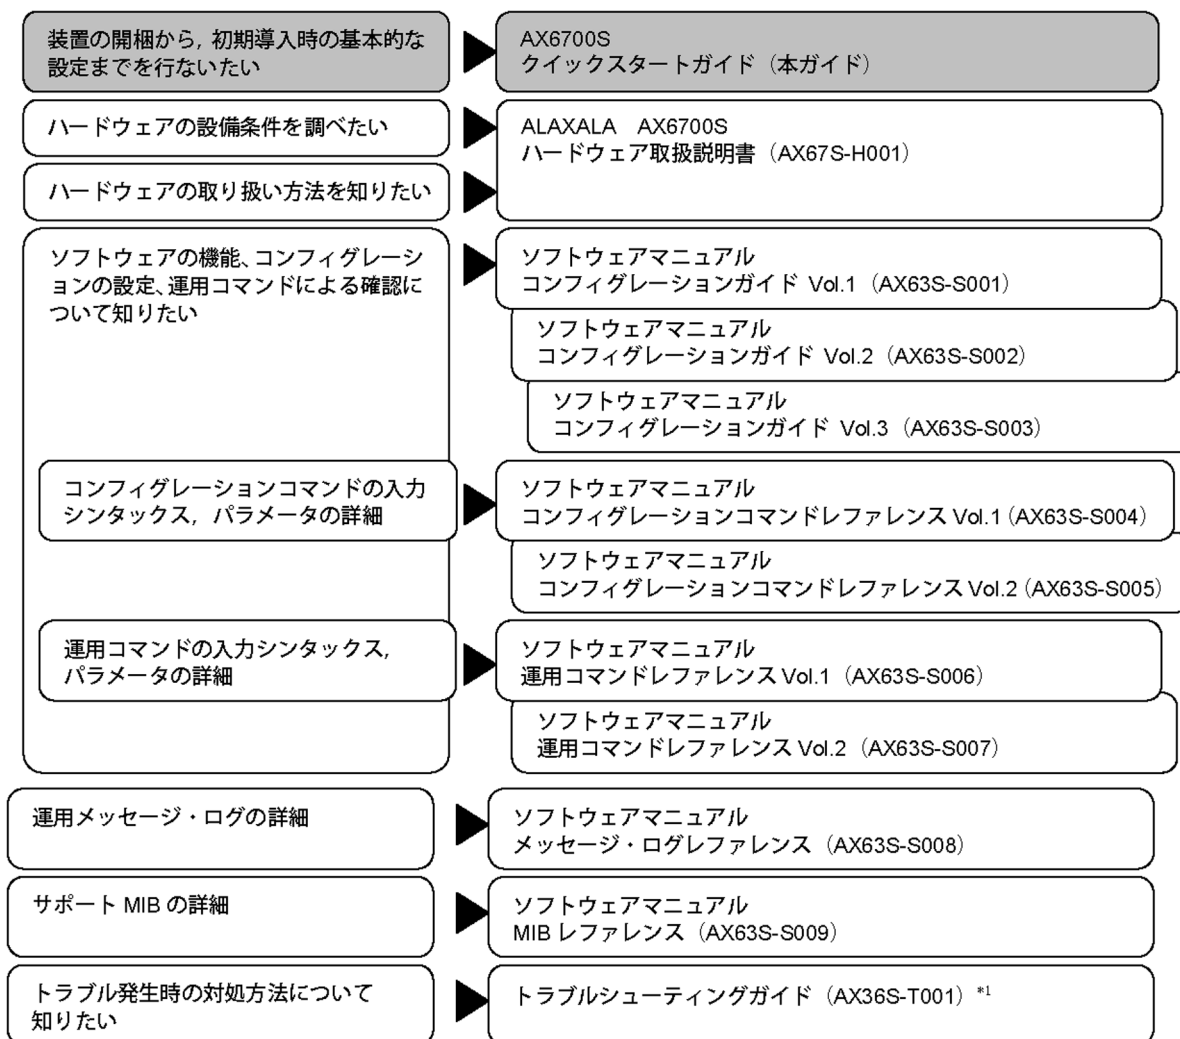 装置の開梱から，初期導入時の基本的な
設定までを行ないたい
AX6700S
クイックスタートガイド（本ガイド）
ハードウェアの設備条件を調べたい
ALAXALA　AX6700S
ハードウェア取扱説明書（AX67S-H001）
ハードウェアの取り扱い方法を知りたい
ソフトウェアの機能、コンフィグレーシ
ョンの設定、運用コマンドによる確認に
ついて知りたい
ソフトウェアマニュアル
コンフィグレーションガイド Vol.1（AX63S-S001）
ソフトウェアマニュアル
コンフィグレーションガイド Vol.2（AX63S-S002）
ソフトウェアマニュアル
コンフィグレーションガイド Vol.3（AX63S-S003）
コンフィグレーションコマンドの入力
シンタックス，パラメータの詳細
ソフトウェアマニュアル
コンフィグレーションコマンドレファレンス Vol.1（AX63S-S004）
ソフトウェアマニュアル
コンフィグレーションコマンドレファレンス Vol.2（AX63S-S005）
運用コマンドの入力シンタックス，
パラメータの詳細
ソフトウェアマニュアル
運用コマンドレファレンス Vol.1（AX63S-S006）
ソフトウェアマニュアル
運用コマンドレファレンス Vol.2（AX63S-S007）
運用メッセージ・ログの詳細
ソフトウェアマニュアル
メッセージ・ログレファレンス（AX63S-S008）
サポート MIB の詳細
ソフトウェアマニュアル
MIB レファレンス（AX63S-S009）
トラブル発生時の対処方法について
知りたい
トラブルシューティングガイド（AX36S-T001）*1